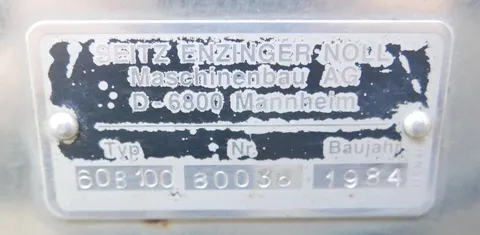 SEITZ ENZINGER NOLL
Maschinenbau AG
D-6800 Mannheim
Typ Nr. Baujahr
60B100 1984